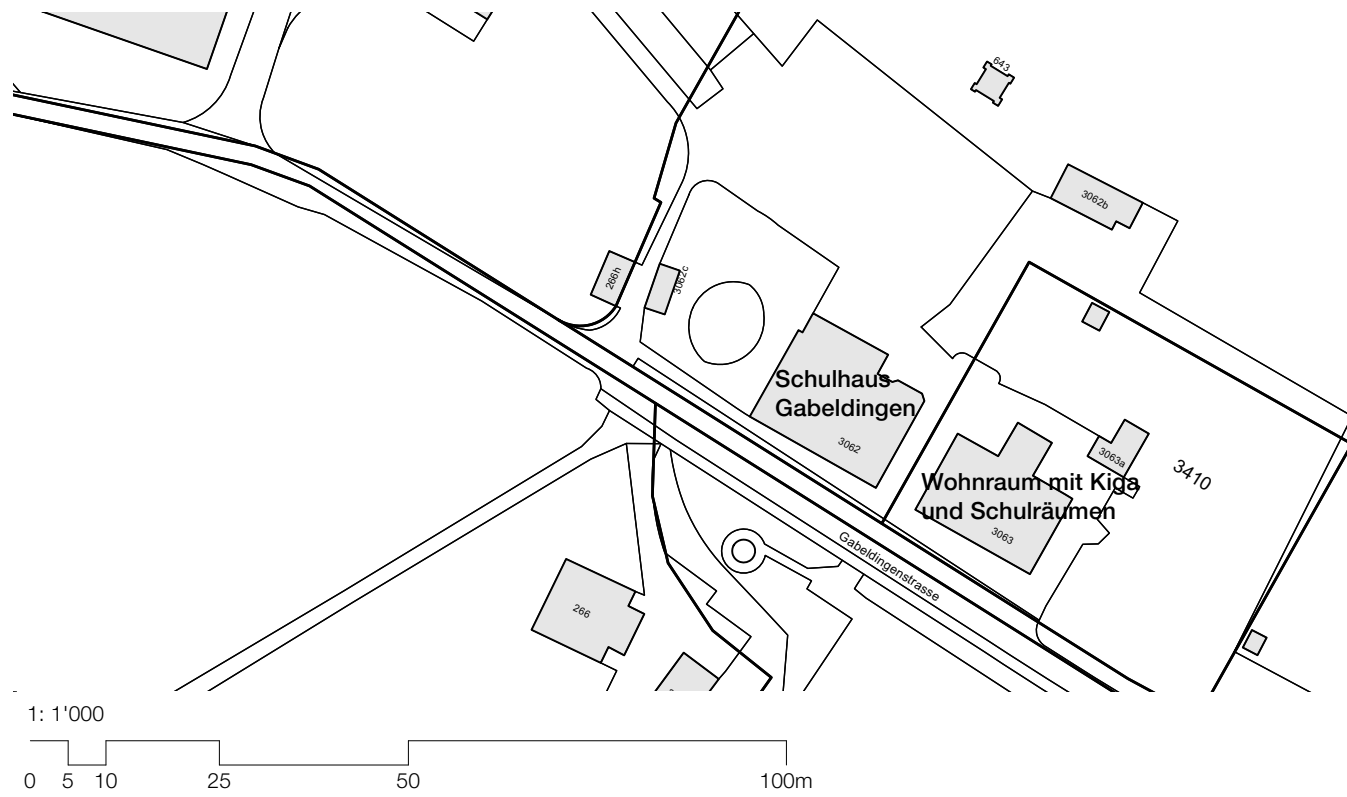 643
3062b
266h
3062c
Schulhaus
Gabeldingen
3062
3063a
3410
Wohnraum mit Kiga
und Schulräumen
3063
Gabeldingenstrasse
266
1: 1'000
0 5 10 25 50 100m